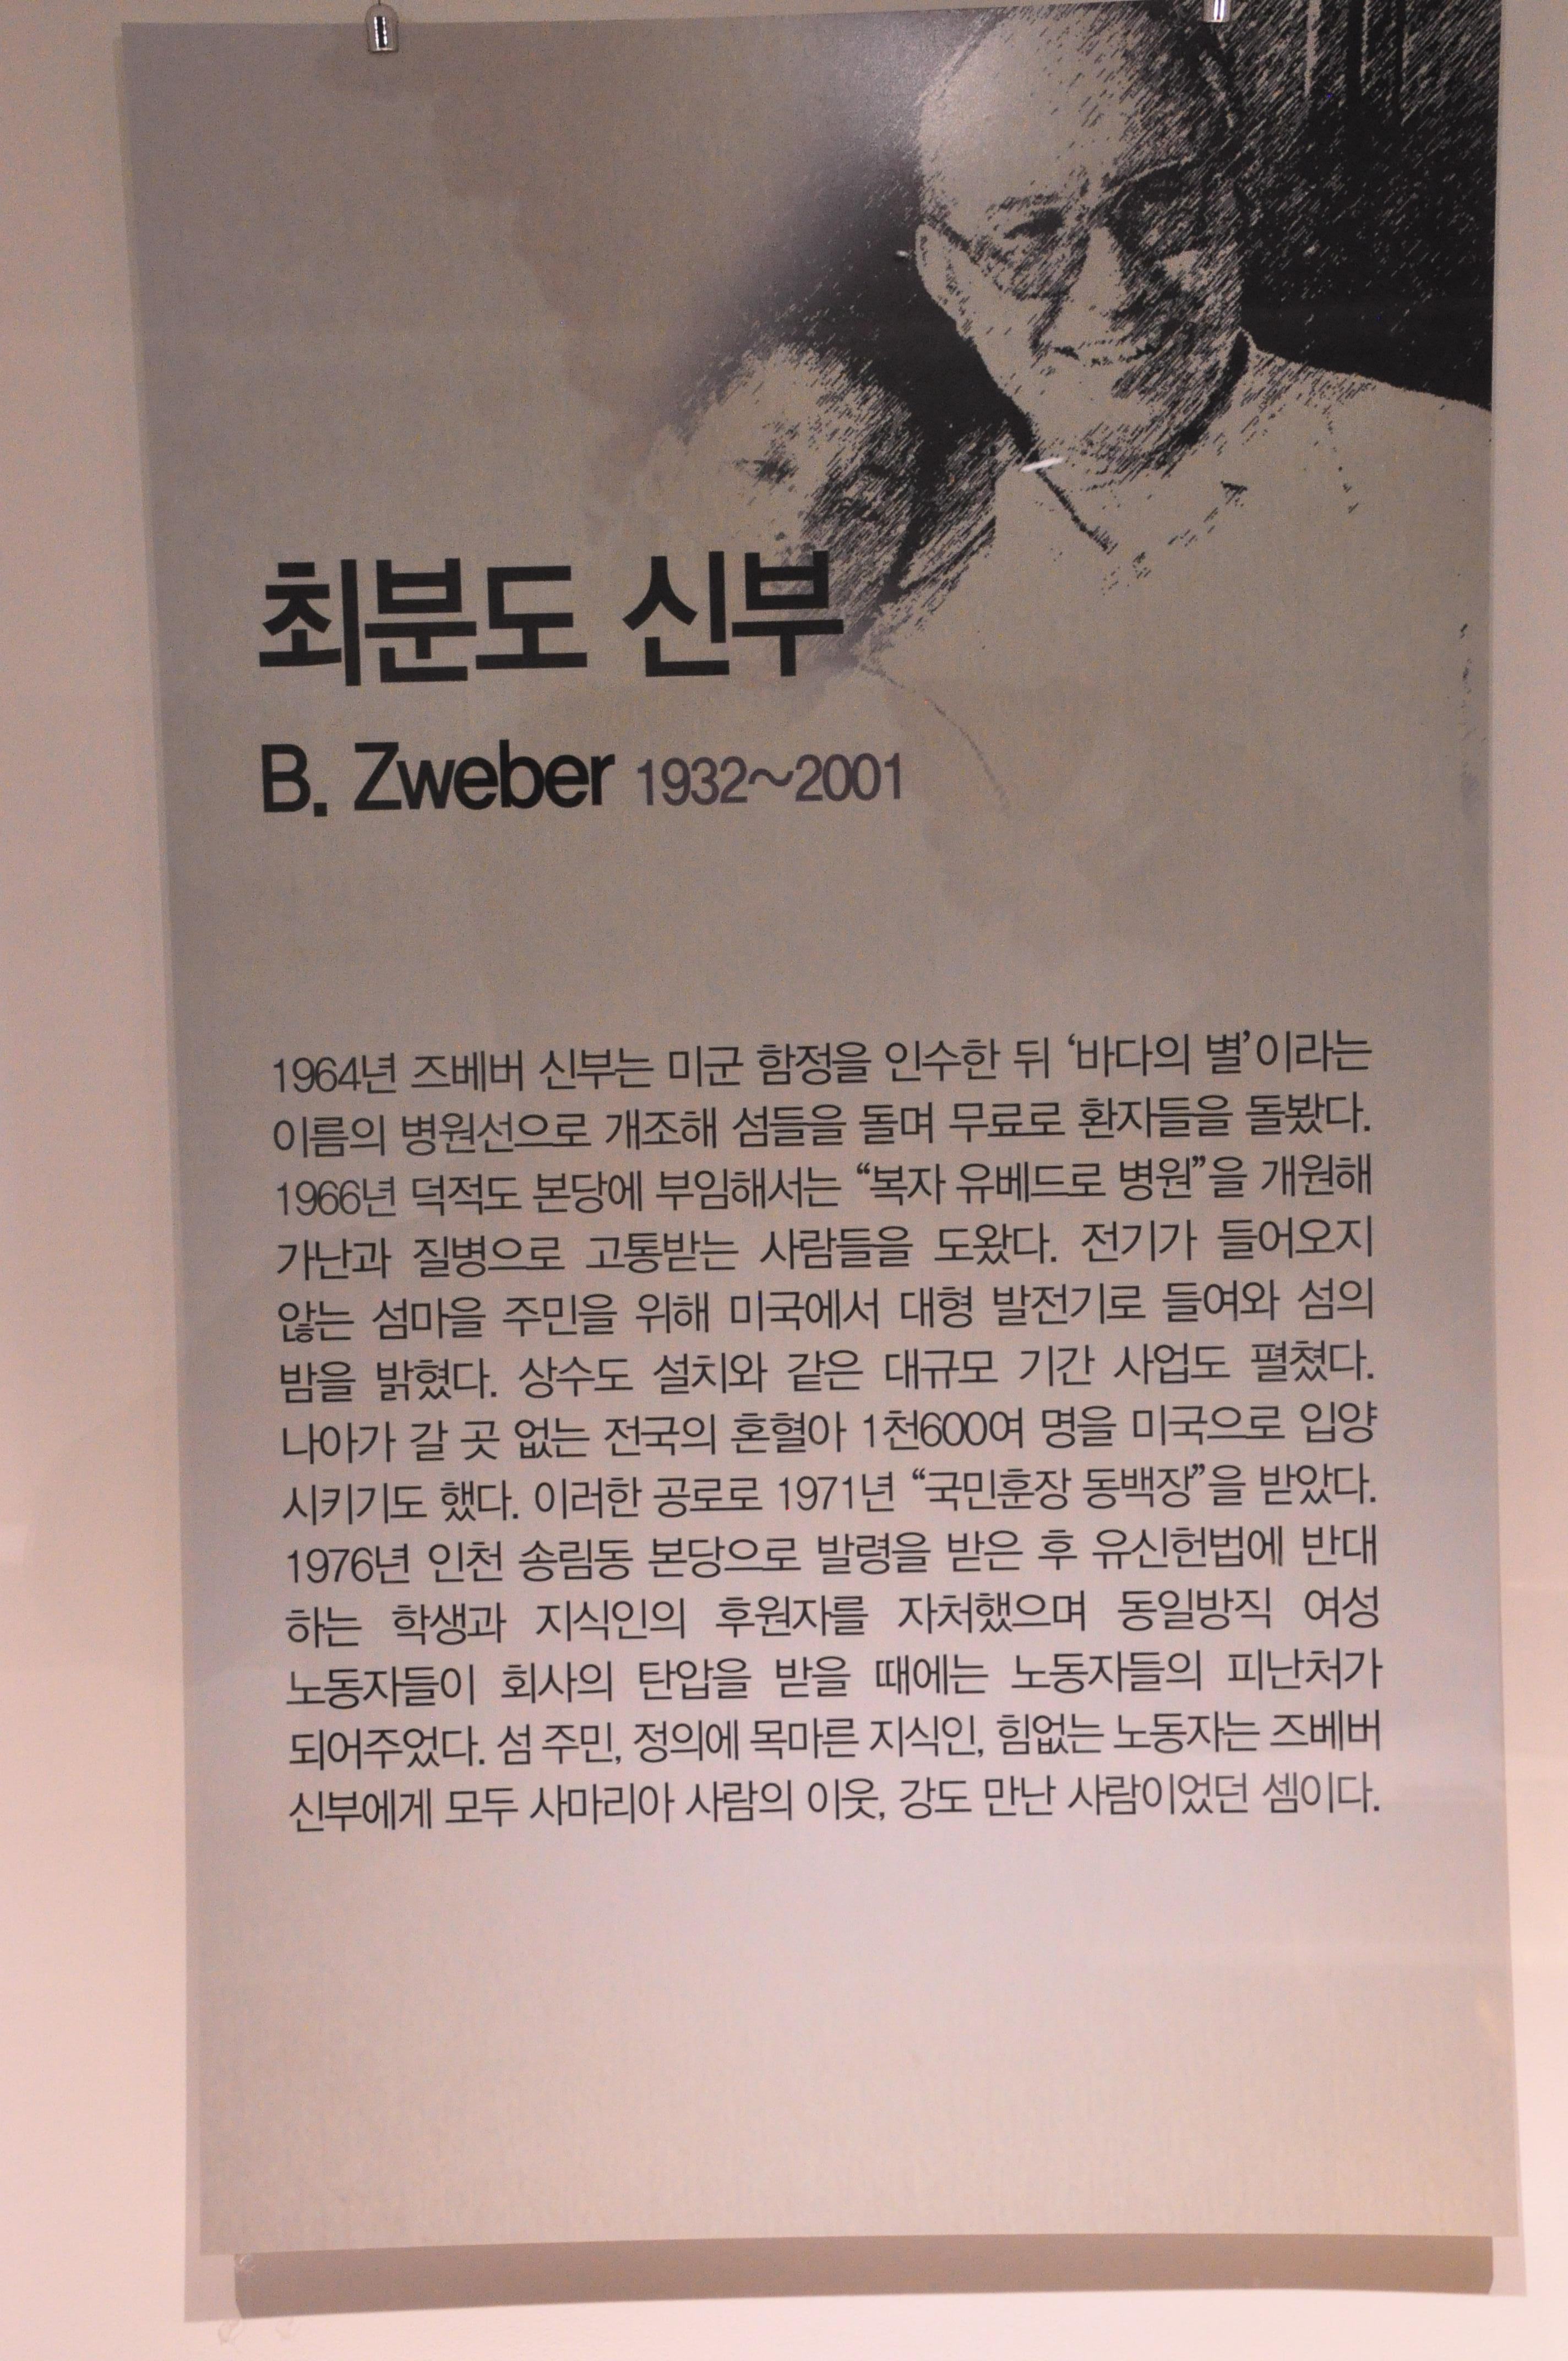 최분도 신부
B. Zweber 1932~2001
1964년 즈베버 신부는 미군 함정을 인수한 뒤 ‘바다의 별’이라는
이름의 병원선으로 개조해 섬들을 돌며 무료로 환자들을 돌봤다.
1966년 덕적도 본당에 부임해서는 “복자 유베드로 병원”을 개원해
가난과 질병으로 고통받는 사람들을 도왔다. 전기가 들어오지
않는 섬마을 주민을 위해 미국에서 대형 발전기로 들여와 섬의
밤을 밝혔다. 상수도 설치와 같은 대규모 기간 사업도 펼쳤다.
나아가 갈 곳 없는 전국의 혼혈아 1천600여 명을 미국으로 입양
시키기도 했다. 이러한 공로로 1971년 “국민훈장 동백장”을 받았다.
1976년 인천 송림동 본당으로 발령을 받은 후 유신헌법에 반대
하는 학생과 지식인의 후원자를 자처했으며 동일방직 여성
노동자들이 회사의 탄압을 받을 때에는 노동자들의 피난처가
되어주었다. 섬 주민, 정의에 목마른 지식인, 힘없는 노동자는 즈베버
신부에게 모두 사마리아 사람의 이웃, 강도 만난 사람이었던 셈이다.